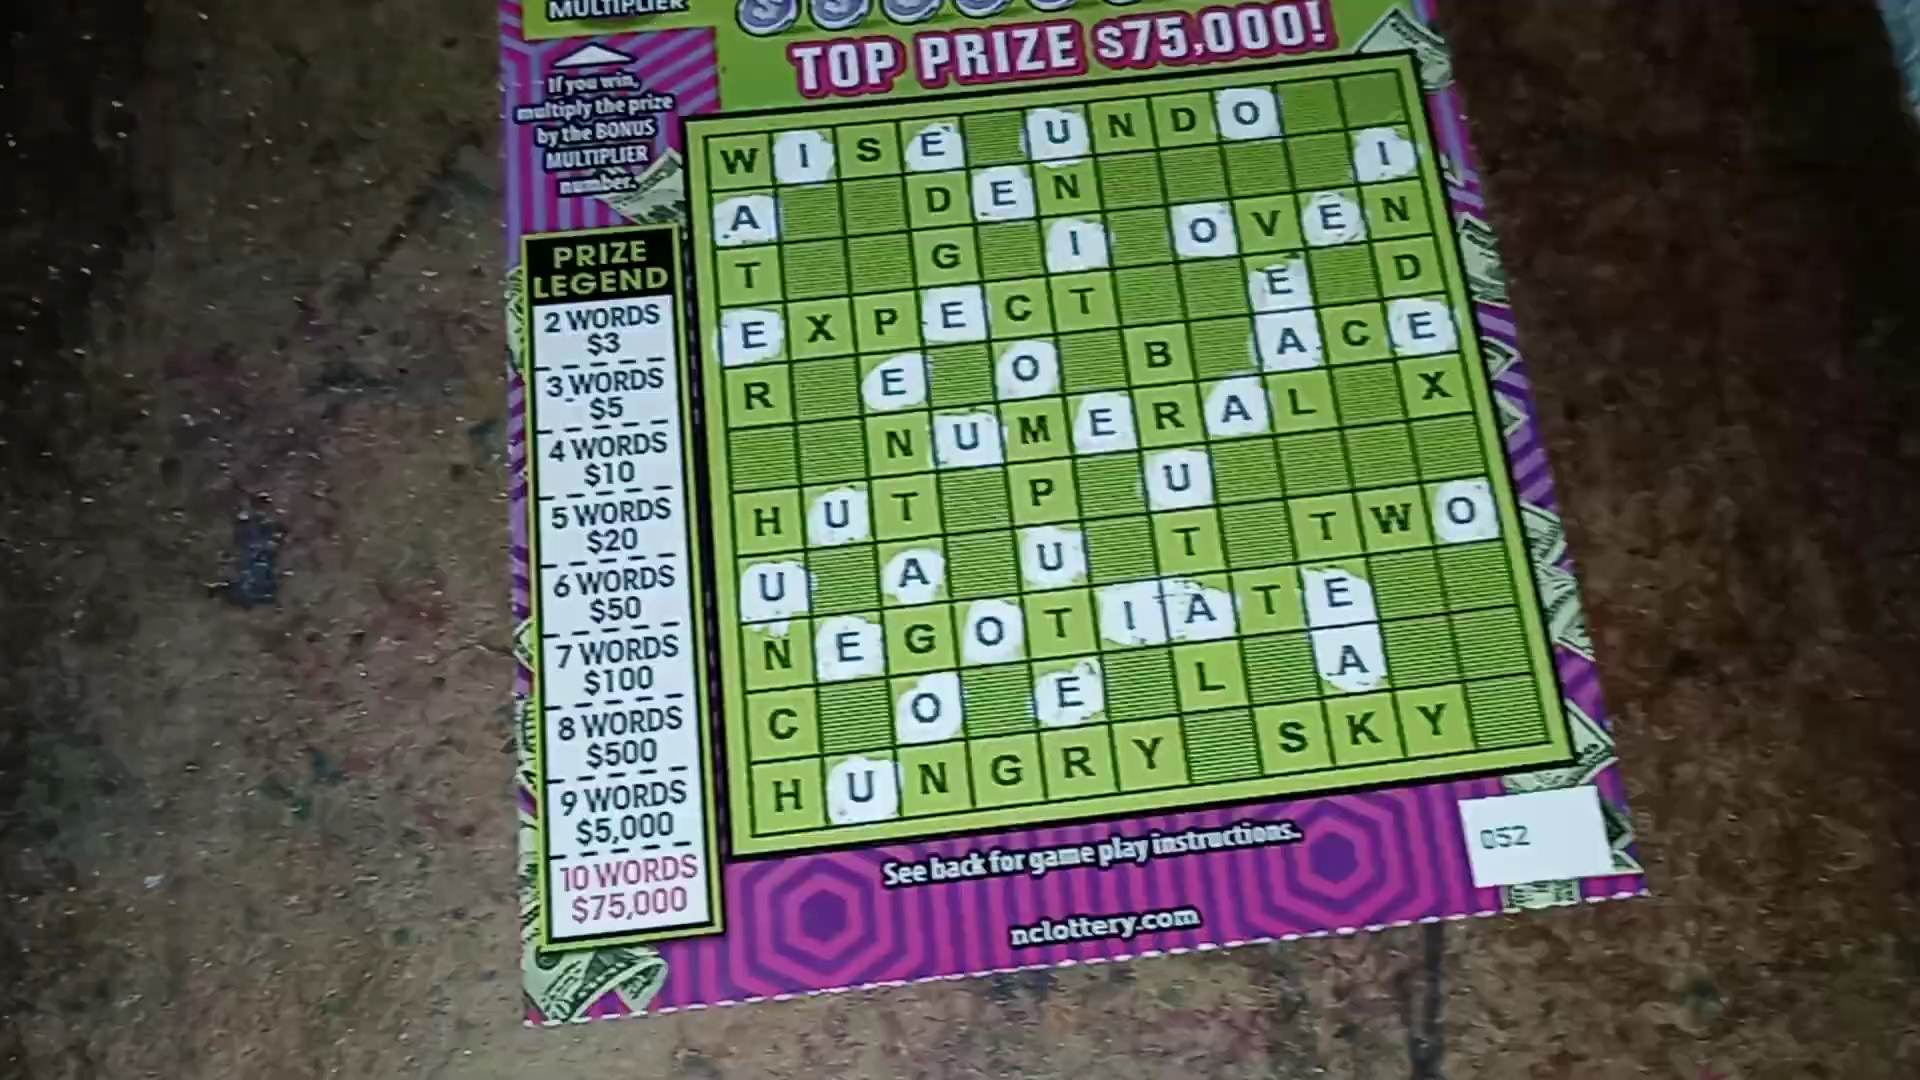 MULTIPLIER
TOP PRIZE $75,000!
If you win,
multiply the prize
by the BONUS
MULTIPLIER
number.
PRIZE
LEGEND
2 WORDS
$3
3 WORDS
$5
4 WORDS
$10
5 WORDS
$20
6 WORDS
$50
7 WORDS
$100
8 WORDS
$500
9 WORDS
$5,000
10 WORDS
$75,000
W I S E U N D O
A D E N I
T G I O V E N
E X P E C T E D
R E O B A C E
N U M E R A L X
H U T P U
U A U T T W O
N E G O T I A T E
C O E L A
H U N G R Y S K Y
See back for game play instructions.
nclottery.com
052